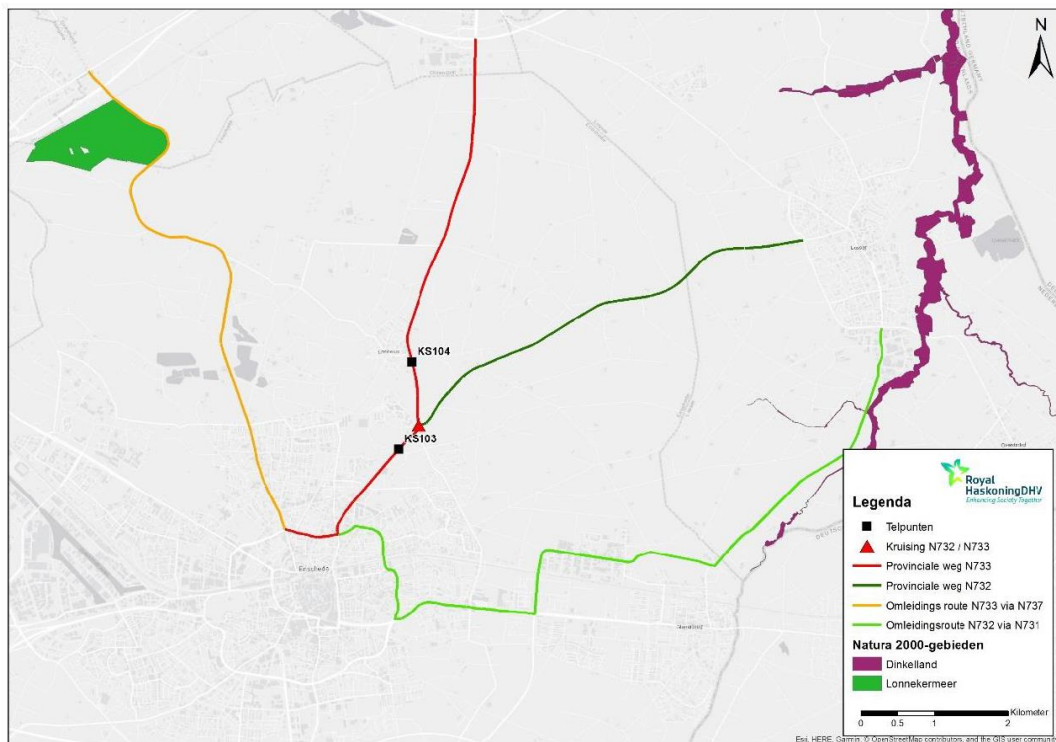 N
KS104
KS103
Losser
Enschede
Royal
HaskoningDHV
Enhancing Society Together
Legenda
Telpunten
Kruising N732 / N733
Provinciale weg N733
Provinciale weg N732
Omleidings route N733 via N737
Omleidingsroute N732 via N731
Natura 2000-gebieden
Dinkelland
Lonnekermeer
Kilometer
0 0.5 1 2
Esri, HERE, Garmin, © OpenStreetMap contributors, and the GIS user community